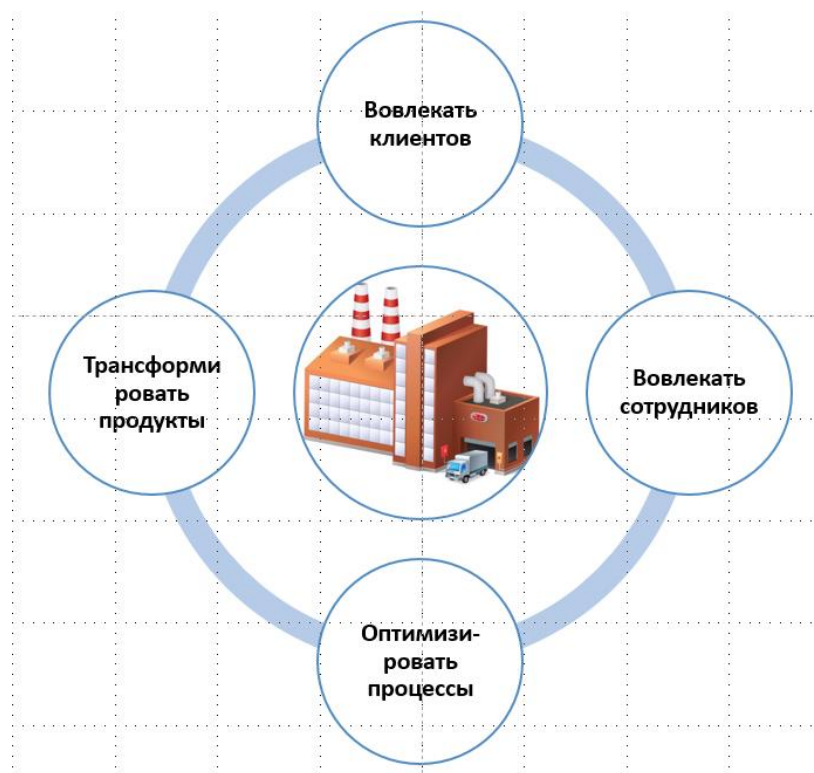 Вовлекать
клиентов
Трансформи
ровать
продукты
Вовлекать
сотрудников
Оптимизи-
ровать
процессы